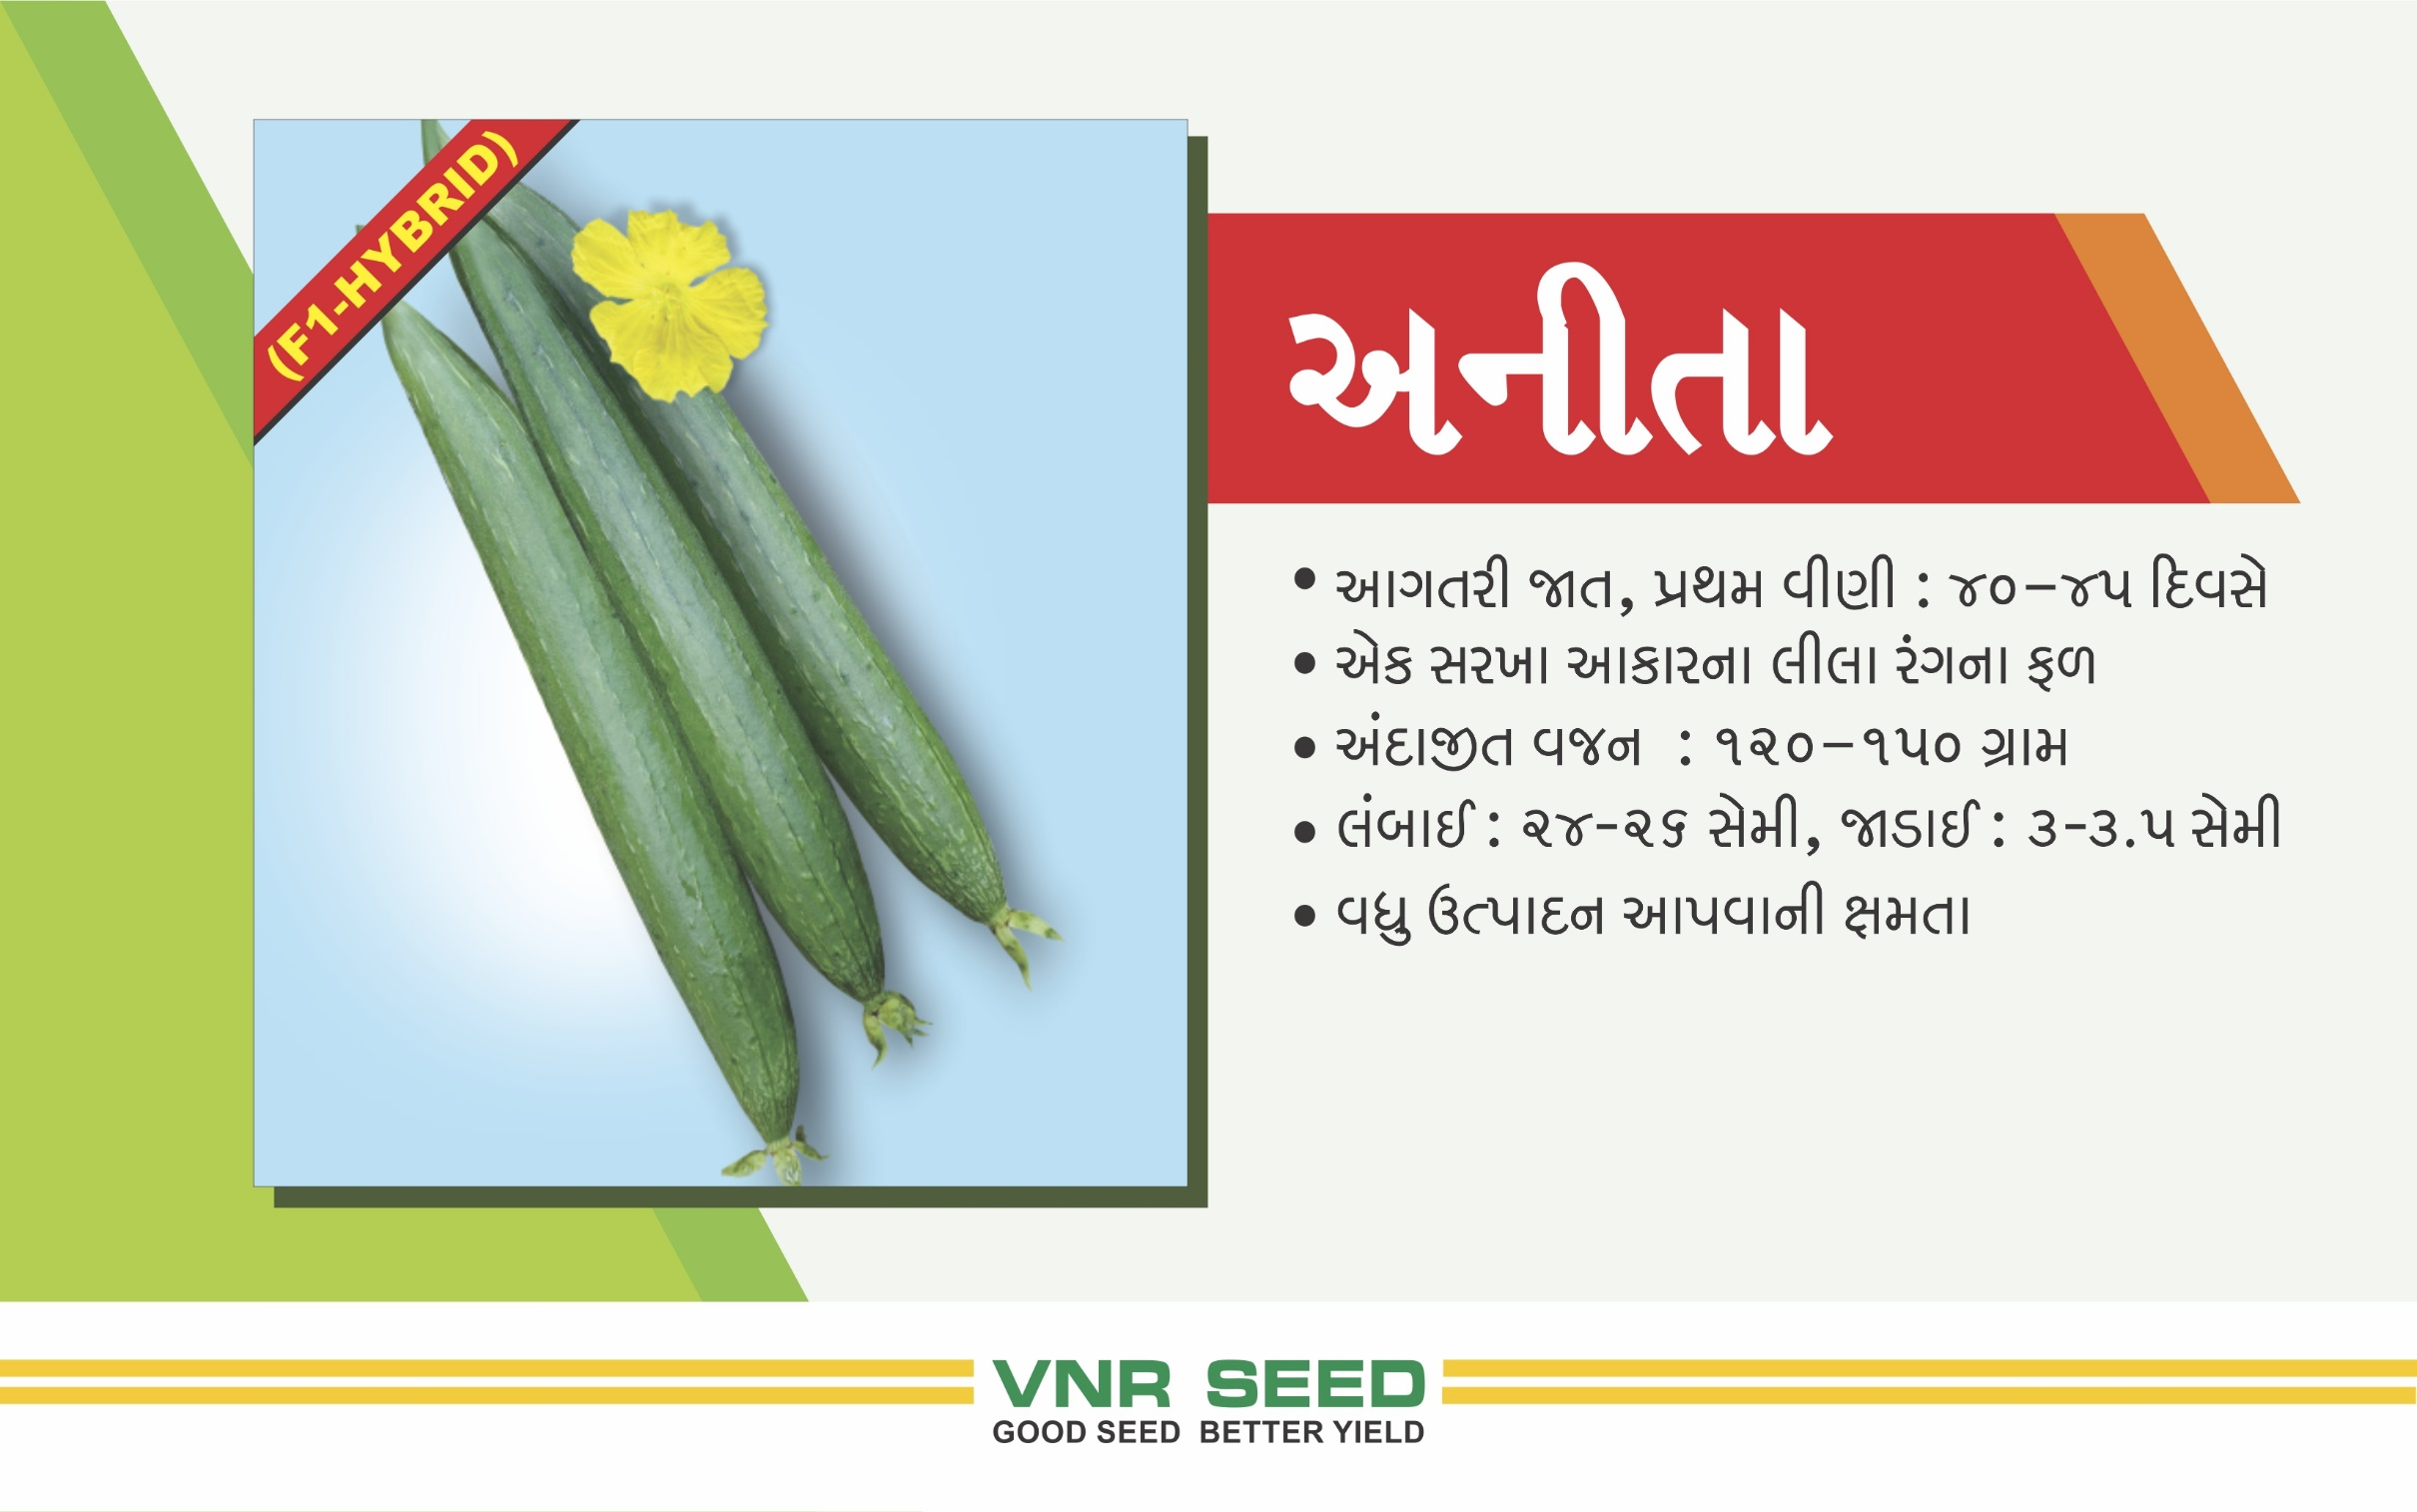 (F1-HYBRID))
અનીતા
• આગતરી જાત, પ્રથમ વીણી : ૪૦–૪૫ દિવસે
• એક સરખા આકારના લીલા રંગના ફળ
• અંદાજીત વજન : ૧૨૦–૧૫૦ ગ્રામ
• લંબાઈ : ૨૪-૨૬ સેમી, જાડાઈ : ૩-૩.૫ સેમી
• વધુ ઉત્પાદન આપવાની ક્ષમતા
VNR SEED
GOOD SEED BETTER YIELD